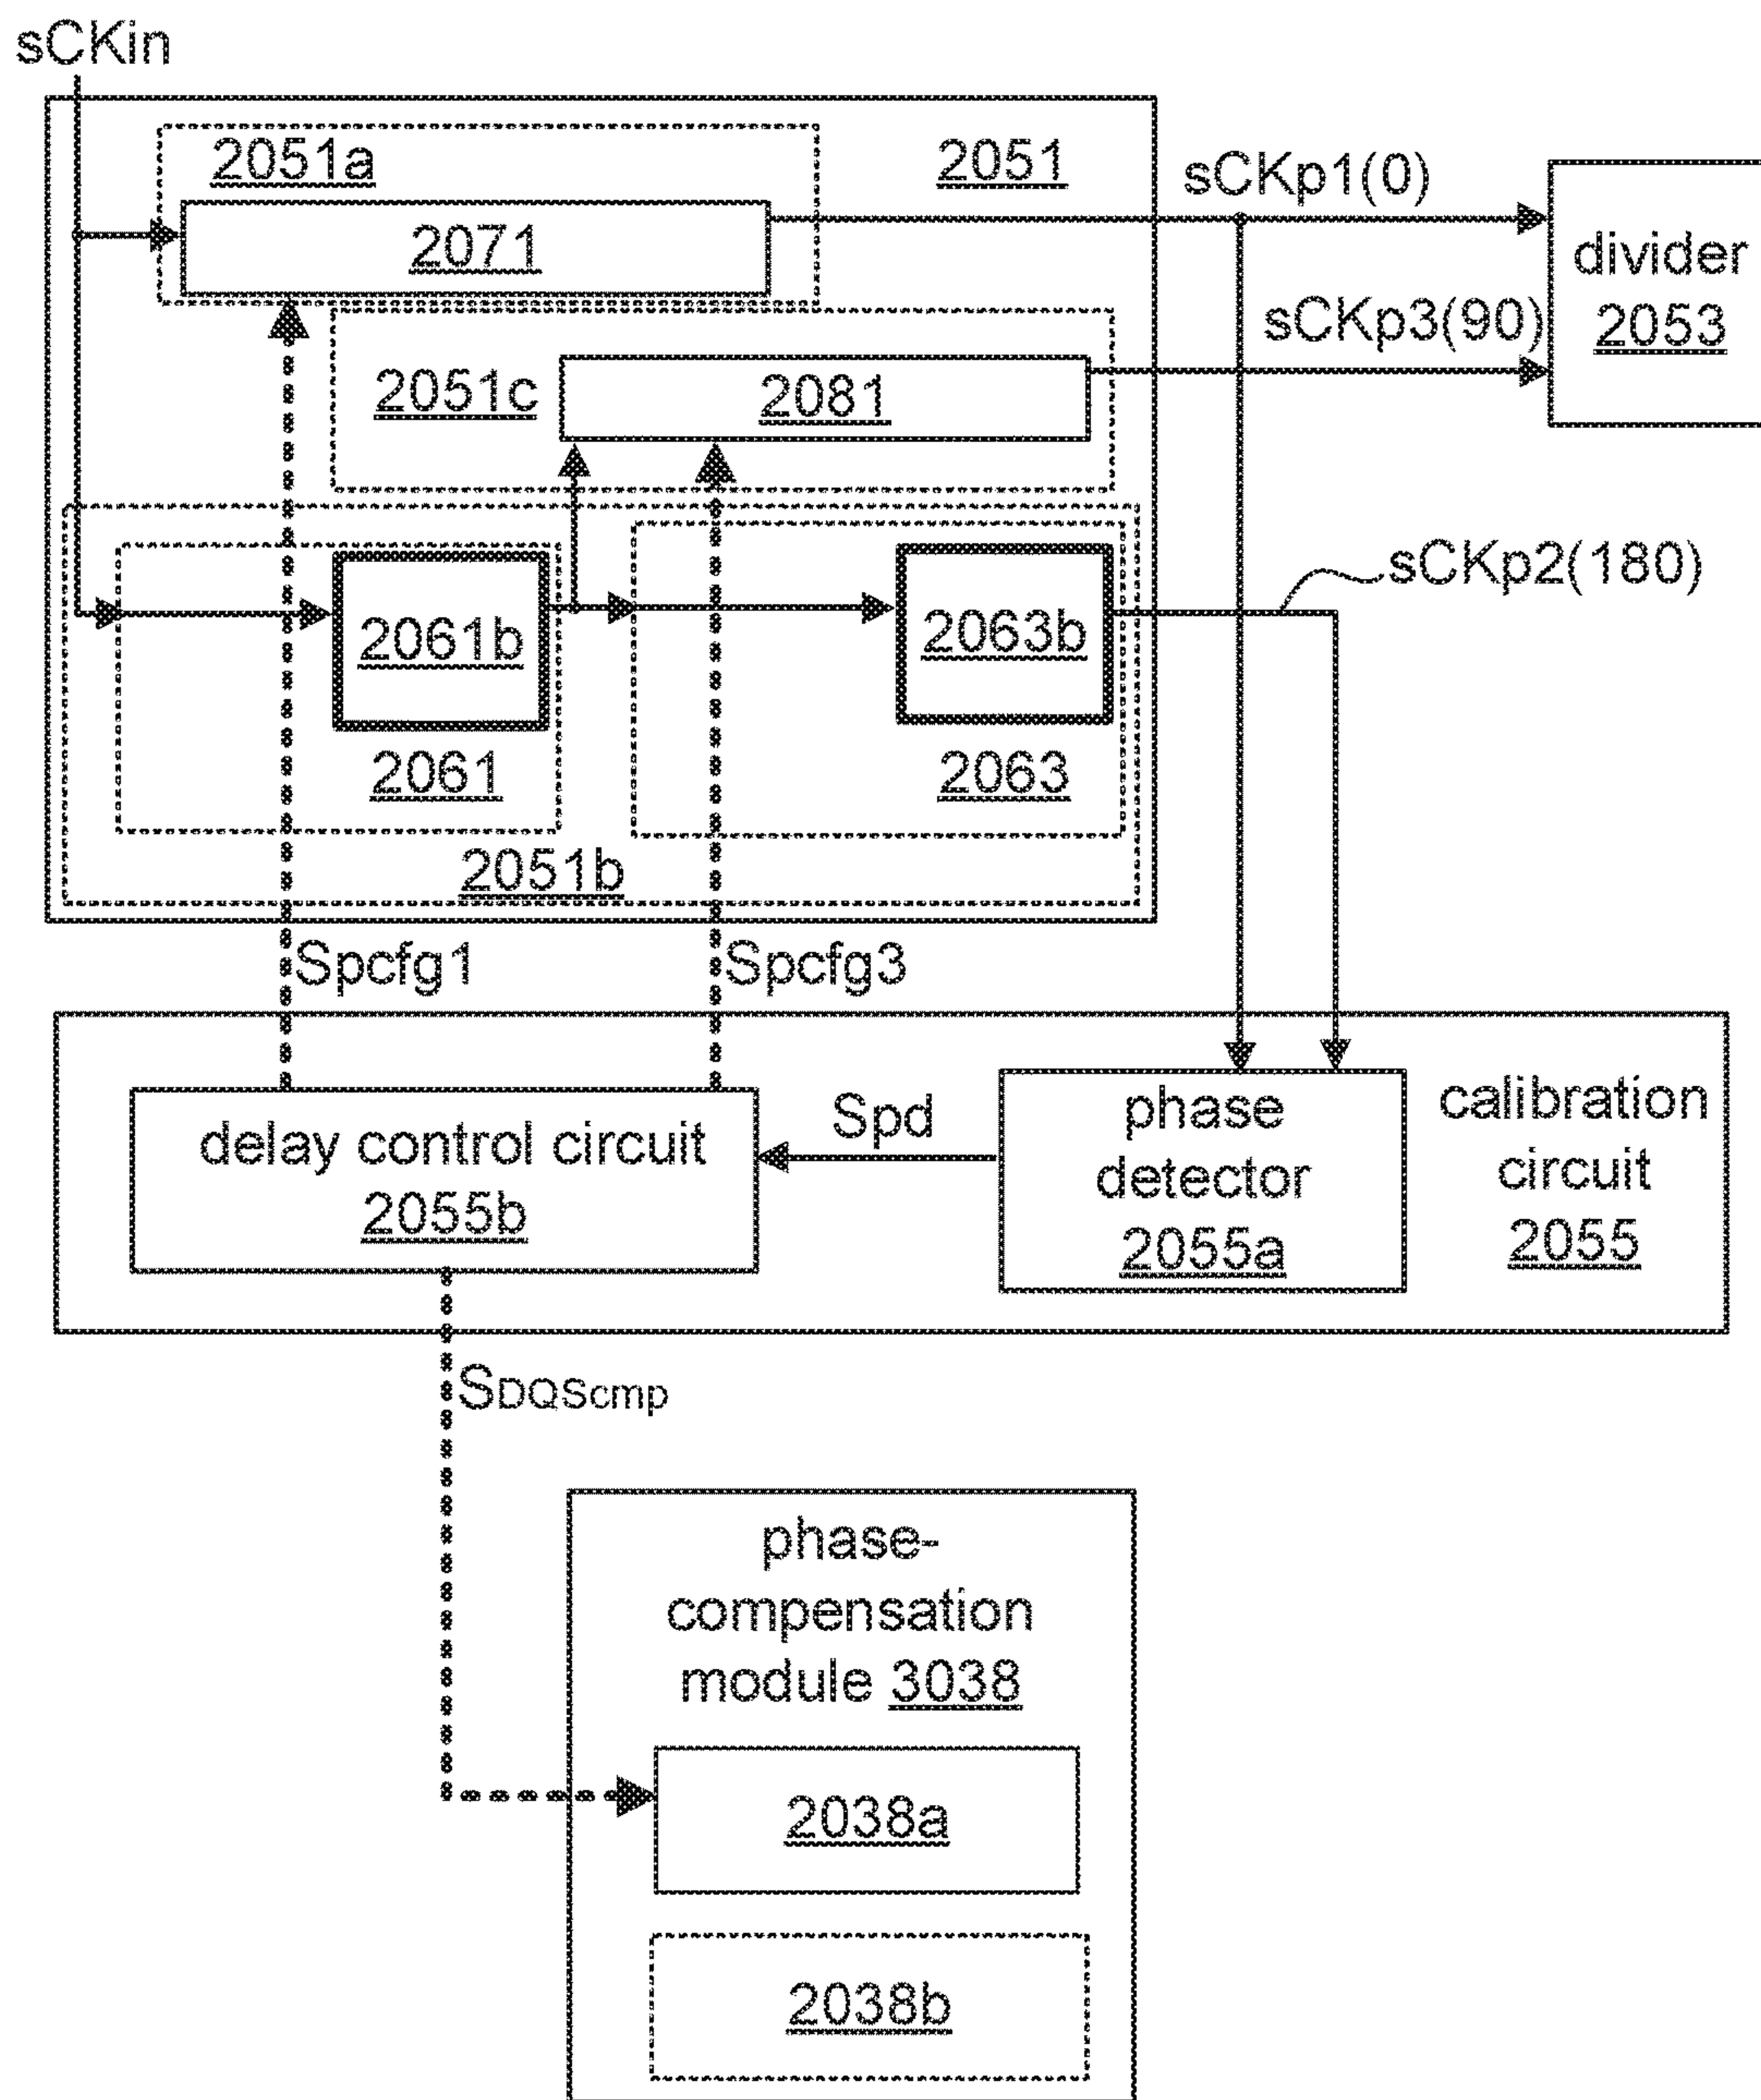 sCKin
2051a
2051
sCKp1(0)
2071
divider
2053
sCKp3(90)
2051c
2081
sCKp2(180)
2061b
2063b
2061
2063
2051b
Spcfg1
Spcfg3
delay control circuit
2055b
Spd
phase
detector
2055a
calibration
circuit
2055
SDQScmp
phase-
compensation
module 3038
2038a
2038b